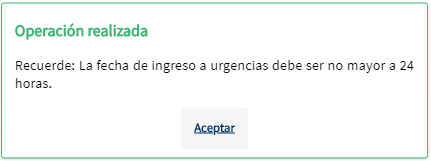 Operación realizada
Recuerde: La fecha de ingreso a urgencias debe ser no mayor a 24
horas.
Aceptar